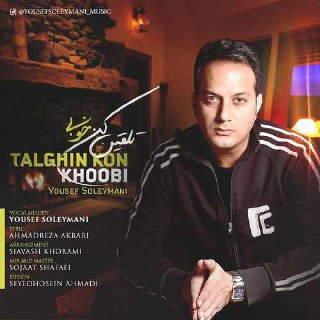 @YOUSEFSOLEYMANI_MUSIC
تلقین کن خوبی
TALGHIN KON
KHOOBI
YOUSEF SOLEYMANI
VOCAL MELODY:
YOUSEF SOLEYMANI
LYRIC:
AHMADREZA AKBARI
ARRANGEMENT:
SIAVASH KHORAMI
MIX AND MASTER:
SOJAAT SHAFAEI
DESIGN:
SEYEDHOSEIN AHMADI